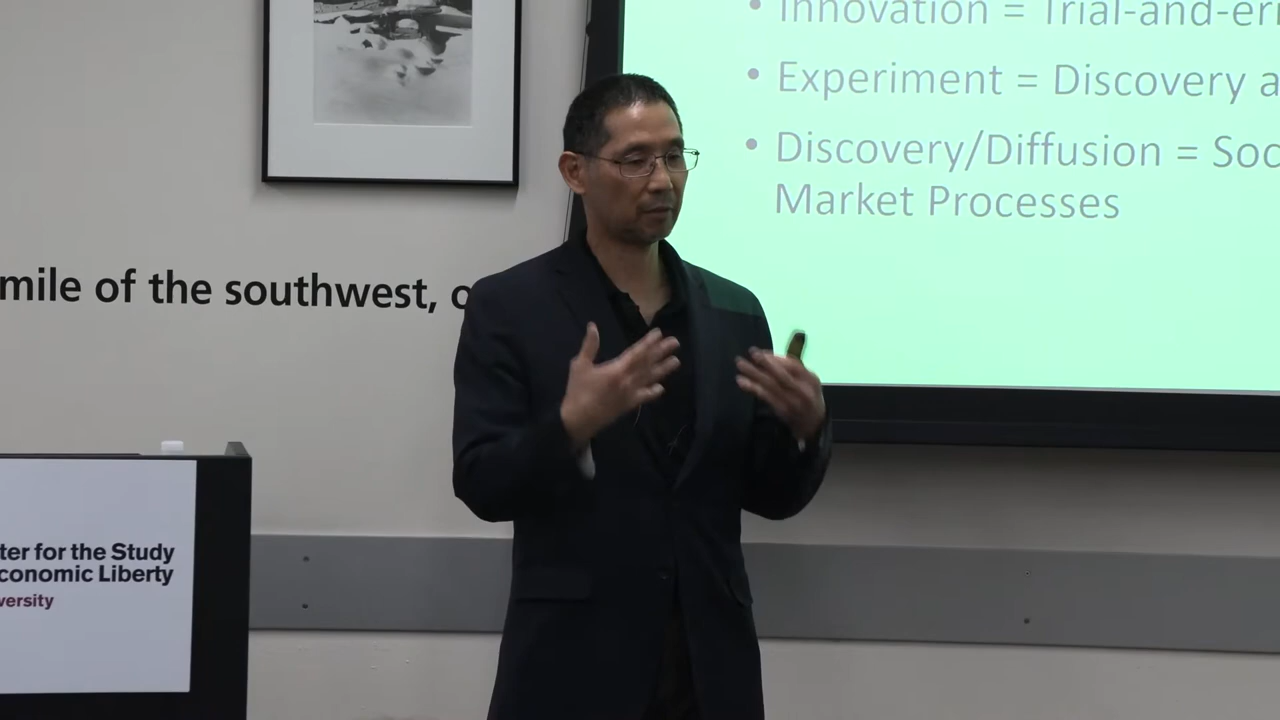 • Innovation = Trial-and-err
• Experiment = Discovery a
• Discovery/Diffusion = Soc
Market Processes
mile of the southwest, o
ter for the Study
conomic Liberty
versity